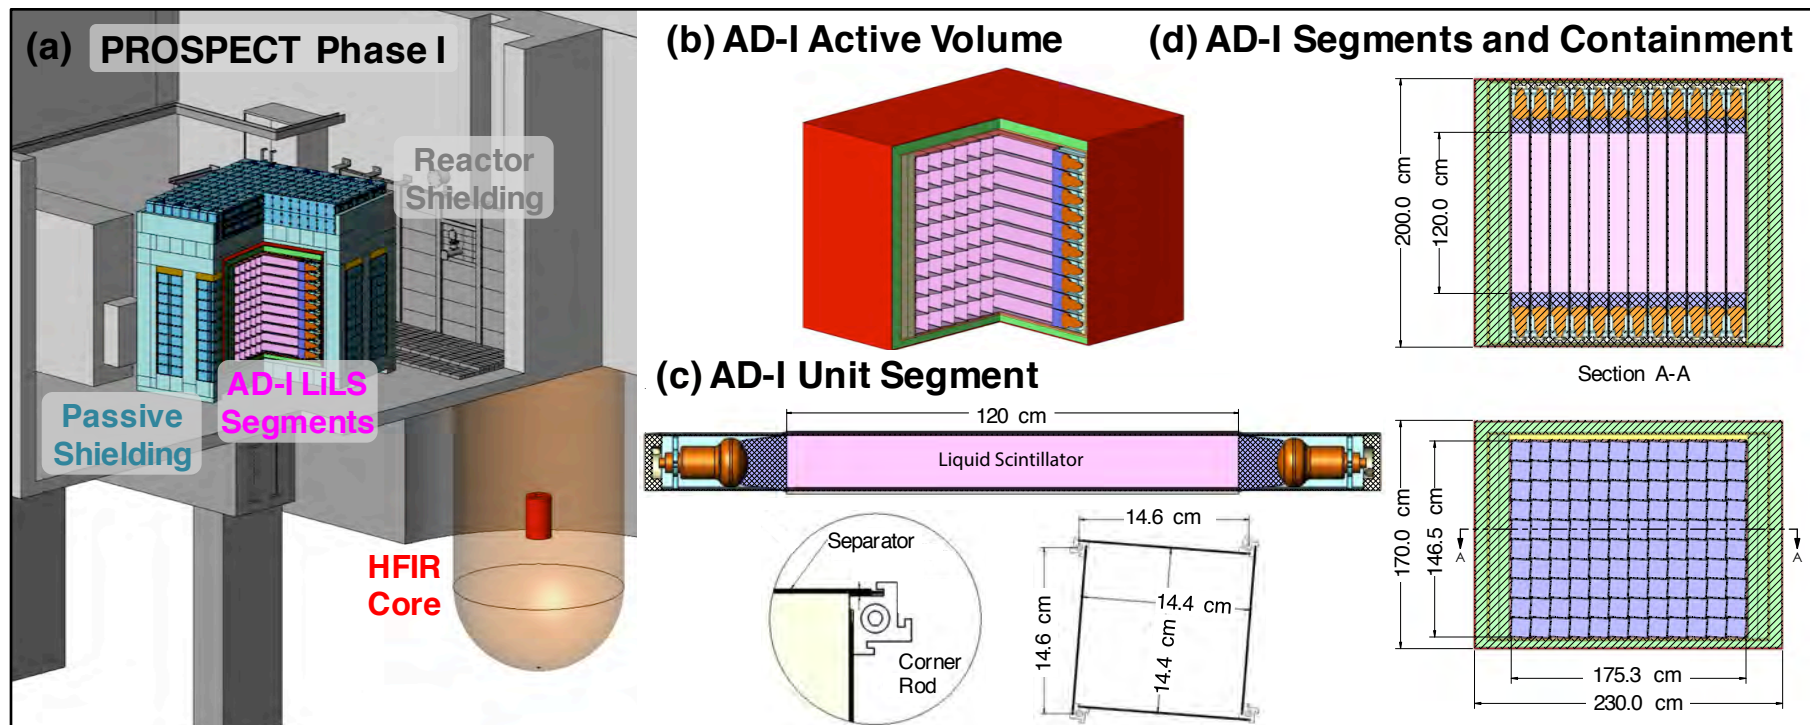 (a) PROSPECT Phase I
Reactor
Shielding
AD-I LiLS
Segments
Passive
Shielding
HFIR
Core
(b) AD-I Active Volume
(c) AD-I Unit Segment
120 cm
Liquid Scintillator
Separator
Corner
Rod
14.6 cm
14.6 cm
14.4 cm
14.4 cm
(d) AD-I Segments and Containment
200.0 cm
120.0 cm
Section A-A
170.0 cm
146.5 cm
A
A
175.3 cm
230.0 cm